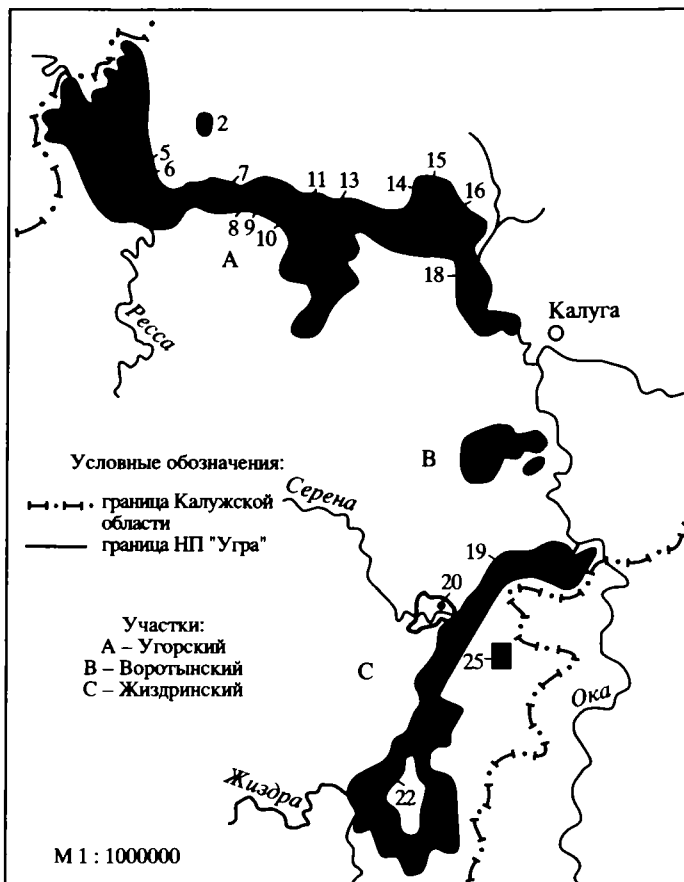 2
5
6
7
8
9
10
11
13
14
15
16
18
А
Ресса
Калуга
В
Условные обозначения:
граница Калужской
области
граница НП "Угра"
Серена
19
20
Участки:
А – Угорский
В – Воротынский
С – Жиздринский
С
25
Ока
Жиздра
22
М 1 : 1000000